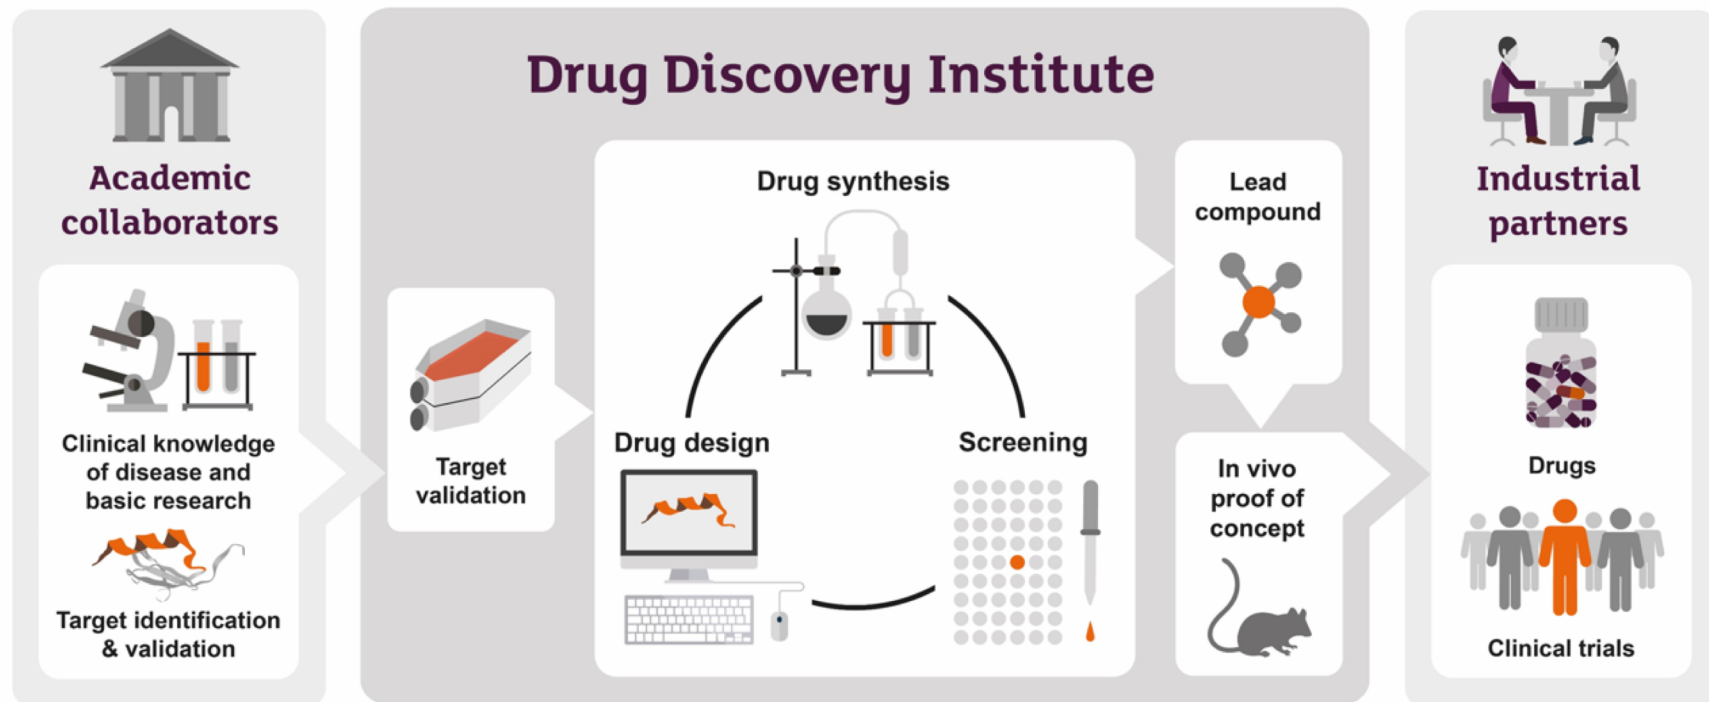 Academic
collaborators
Clinical knowledge
of disease and
basic research
Target identification
& validation
Drug Discovery Institute
Target
validation
Drug synthesis
Drug design
Screening
Lead
compound
In vivo
proof of
concept
Industrial
partners
Drugs
Clinical trials